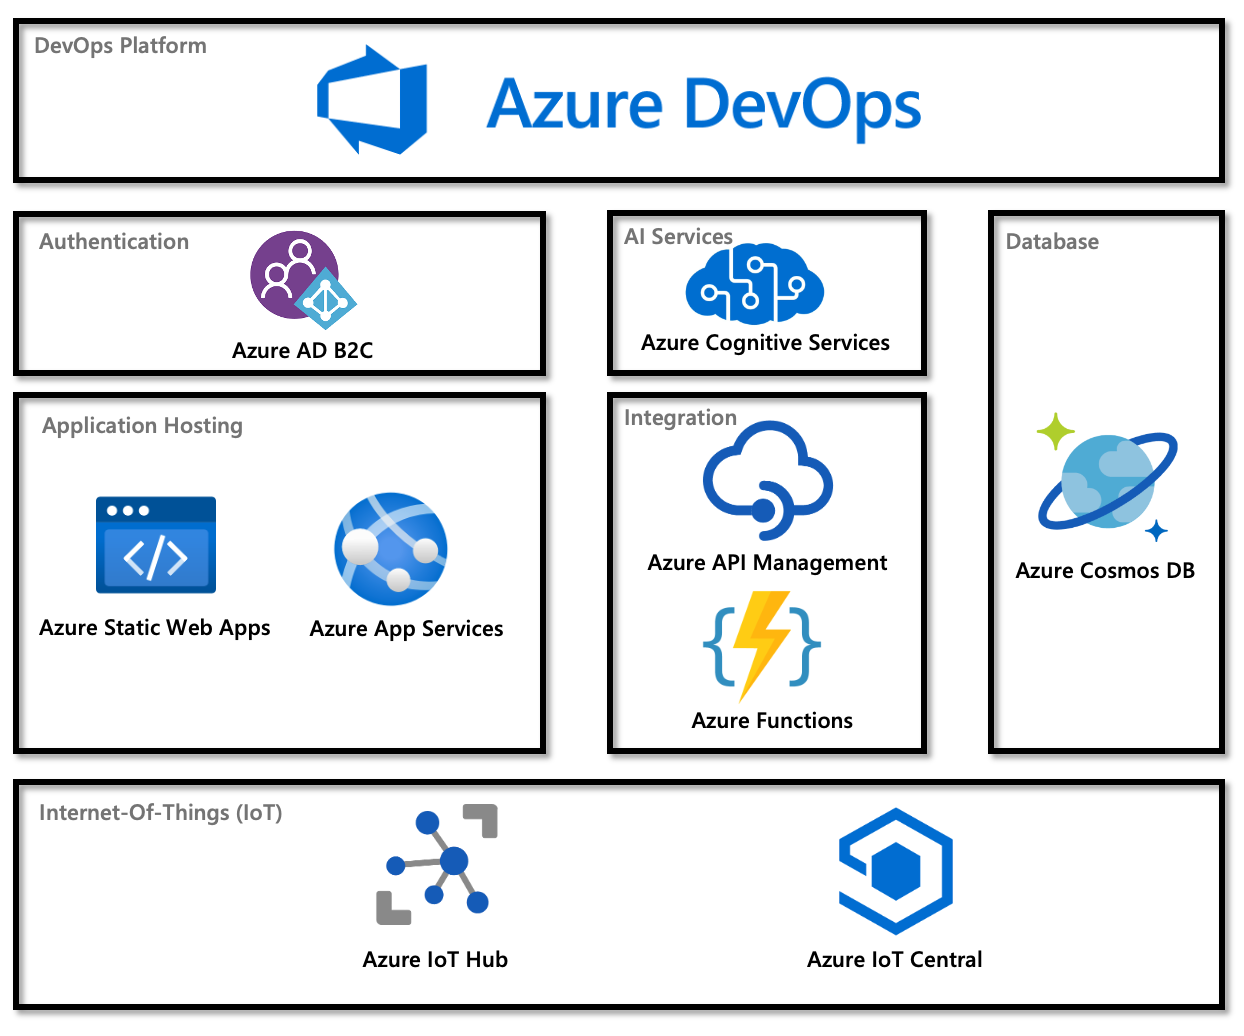 DevOps Platform
Azure DevOps
Authentication
Azure AD B2C
AI Services
Azure Cognitive Services
Database
Azure Cosmos DB
Application Hosting
Azure Static Web Apps
Azure App Services
Integration
Azure API Management
Azure Functions
Internet-Of-Things (IoT)
Azure IoT Hub
Azure IoT Central